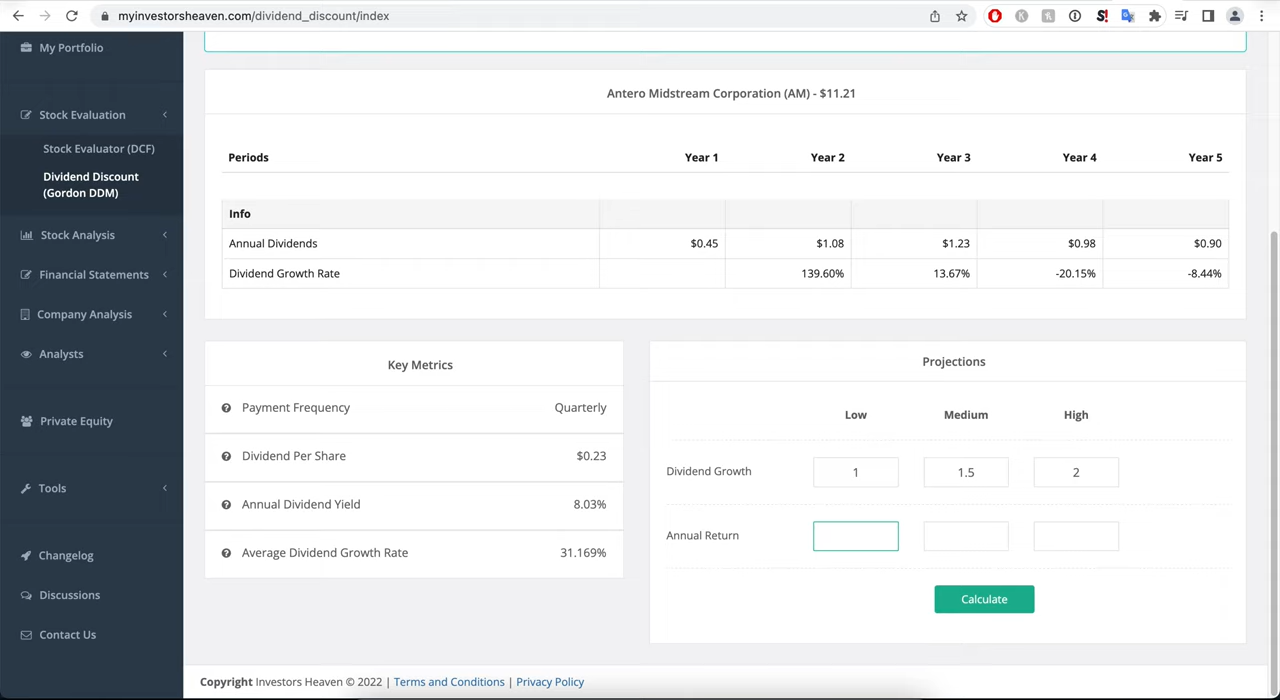 myinvestorsheaven.com/dividend_discount/index
My Portfolio
Stock Evaluation
Stock Evaluator (DCF)
Dividend Discount
(Gordon DDM)
Stock Analysis
Financial Statements
Company Analysis
Analysts
Private Equity
Tools
Changelog
Discussions
Contact Us
Antero Midstream Corporation (AM) - $11.21
Periods Year 1 Year 2 Year 3 Year 4 Year 5
Info
Annual Dividends $0.45 $1.08 $1.23 $0.98 $0.90
Dividend Growth Rate 139.60% 13.67% -20.15% -8.44%
Key Metrics
Payment Frequency Quarterly
Dividend Per Share $0.23
Annual Dividend Yield 8.03%
Average Dividend Growth Rate 31.169%
Projections
Low Medium High
Dividend Growth 1 1.5 2
Annual Return
Calculate
Copyright Investors Heaven © 2022 | Terms and Conditions | Privacy Policy